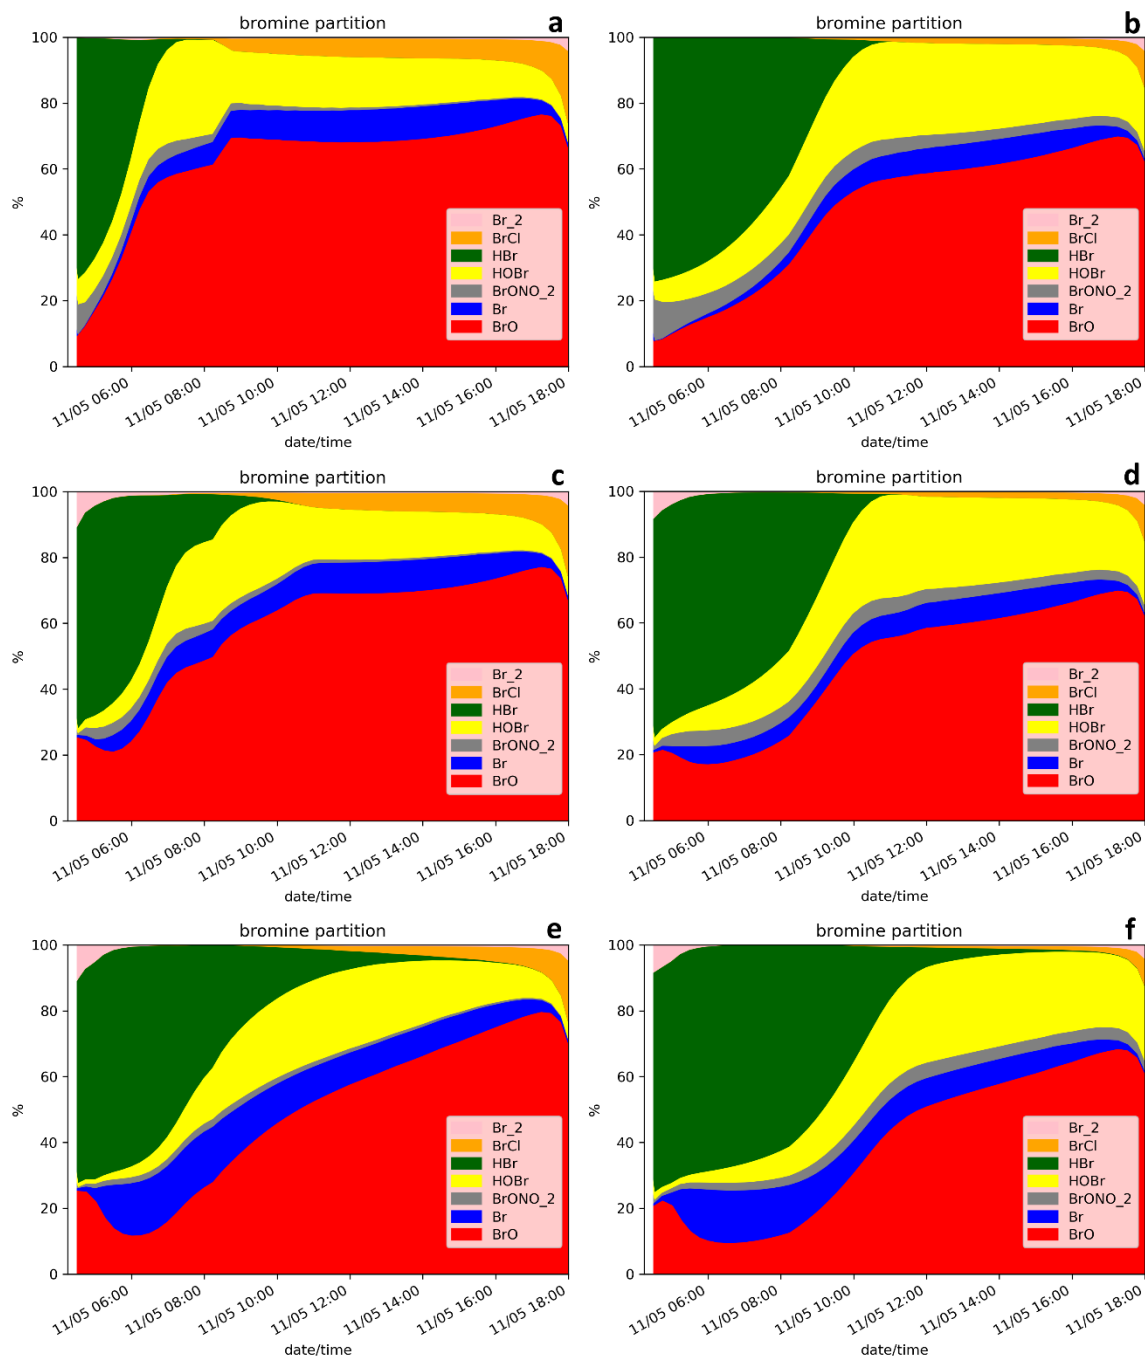 bromine partition
a
100
80
60
40
20
0
%
Br_2
BrCl
HBr
HOBr
BrONO_2
Br
BrO
11/05 06:00
11/05 08:00
11/05 10:00
11/05 12:00
11/05 14:00
11/05 16:00
11/05 18:00
date/time
bromine partition
b
100
80
60
40
20
0
%
Br_2
BrCl
HBr
HOBr
BrONO_2
Br
BrO
11/05 06:00
11/05 08:00
11/05 10:00
11/05 12:00
11/05 14:00
11/05 16:00
11/05 18:00
date/time
bromine partition
c
100
80
60
40
20
0
%
Br_2
BrCl
HBr
HOBr
BrONO_2
Br
BrO
11/05 06:00
11/05 08:00
11/05 10:00
11/05 12:00
11/05 14:00
11/05 16:00
11/05 18:00
date/time
bromine partition
d
100
80
60
40
20
0
%
Br_2
BrCl
HBr
HOBr
BrONO_2
Br
BrO
11/05 06:00
11/05 08:00
11/05 10:00
11/05 12:00
11/05 14:00
11/05 16:00
11/05 18:00
date/time
bromine partition
e
100
80
60
40
20
0
%
Br_2
BrCl
HBr
HOBr
BrONO_2
Br
BrO
11/05 06:00
11/05 08:00
11/05 10:00
11/05 12:00
11/05 14:00
11/05 16:00
11/05 18:00
date/time
bromine partition
f
100
80
60
40
20
0
%
Br_2
BrCl
HBr
HOBr
BrONO_2
Br
BrO
11/05 06:00
11/05 08:00
11/05 10:00
11/05 12:00
11/05 14:00
11/05 16:00
11/05 18:00
date/time